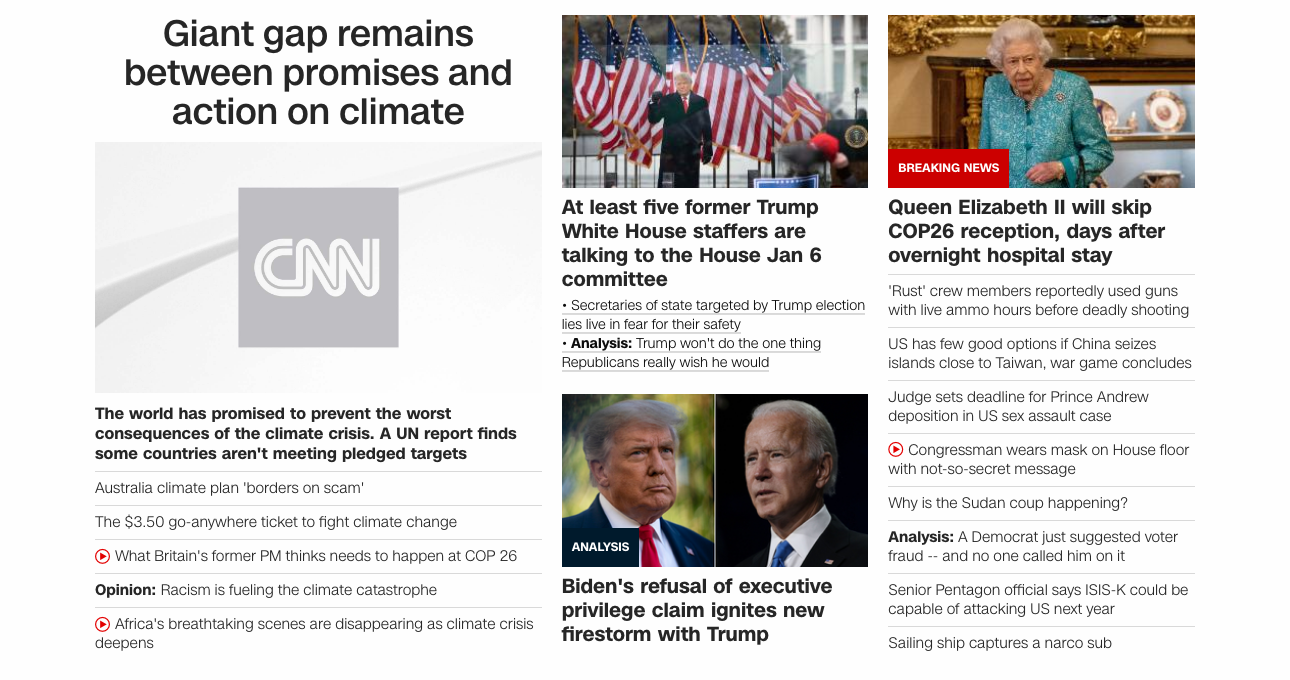 Giant gap remains
between promises and
action on climate
CNN
The world has promised to prevent the worst
consequences of the climate crisis. A UN report finds
some countries aren't meeting pledged targets
Australia climate plan 'borders on scam'
The $3.50 go-anywhere ticket to fight climate change
What Britain's former PM thinks needs to happen at COP 26
Opinion: Racism is fueling the climate catastrophe
Africa's breathtaking scenes are disappearing as climate crisis
deepens
At least five former Trump
White House staffers are
talking to the House Jan 6
committee
• Secretaries of state targeted by Trump election
lies live in fear for their safety
• Analysis: Trump won't do the one thing
Republicans really wish he would
ANALYSIS
Biden's refusal of executive
privilege claim ignites new
firestorm with Trump
BREAKING NEWS
Queen Elizabeth II will skip
COP26 reception, days after
overnight hospital stay
'Rust' crew members reportedly used guns
with live ammo hours before deadly shooting
US has few good options if China seizes
islands close to Taiwan, war game concludes
Judge sets deadline for Prince Andrew
deposition in US sex assault case
Congressman wears mask on House floor
with not-so-secret message
Why is the Sudan coup happening?
Analysis: A Democrat just suggested voter
fraud -- and no one called him on it
Senior Pentagon official says ISIS-K could be
capable of attacking US next year
Sailing ship captures a narco sub